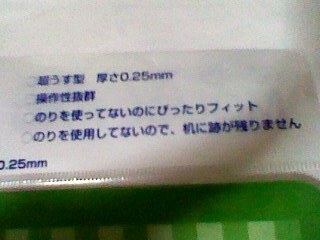 ○超うす型　厚さ0.25mm
○操作性抜群
○のりを使ってないのにぴったりフィット
○のりを使用してないので、机に跡が残りません
0.25mm